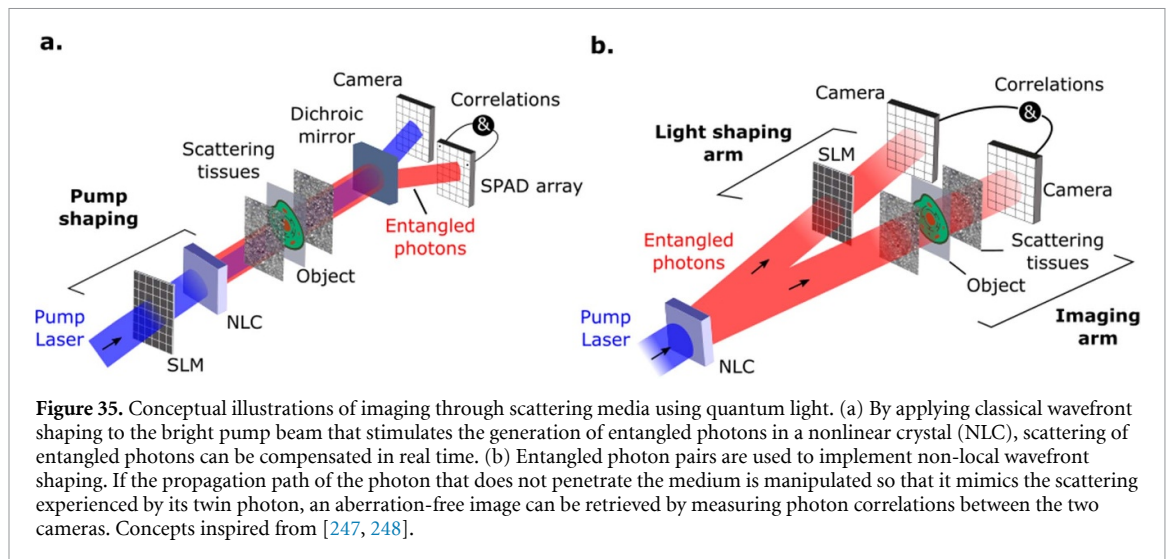 a.
Camera
Correlations
&
Dichroic
mirror
Scattering
tissues
SPAD array
Pump
shaping
Entangled
photons
Object
Pump
Laser
NLC
SLM
b.
Correlations
Camera
&
Light shaping
arm
SLM
Camera
Entangled
photons
Scattering
tissues
Object
Pump
Laser
Imaging
arm
NLC
Figure 35. Conceptual illustrations of imaging through scattering media using quantum light. (a) By applying classical wavefront
shaping to the bright pump beam that stimulates the generation of entangled photons in a nonlinear crystal (NLC), scattering of
entangled photons can be compensated in real time. (b) Entangled photon pairs are used to implement non-local wavefront
shaping. If the propagation path of the photon that does not penetrate the medium is manipulated so that it mimics the scattering
experienced by its twin photon, an aberration-free image can be retrieved by measuring photon correlations between the two
cameras. Concepts inspired from [247, 248].